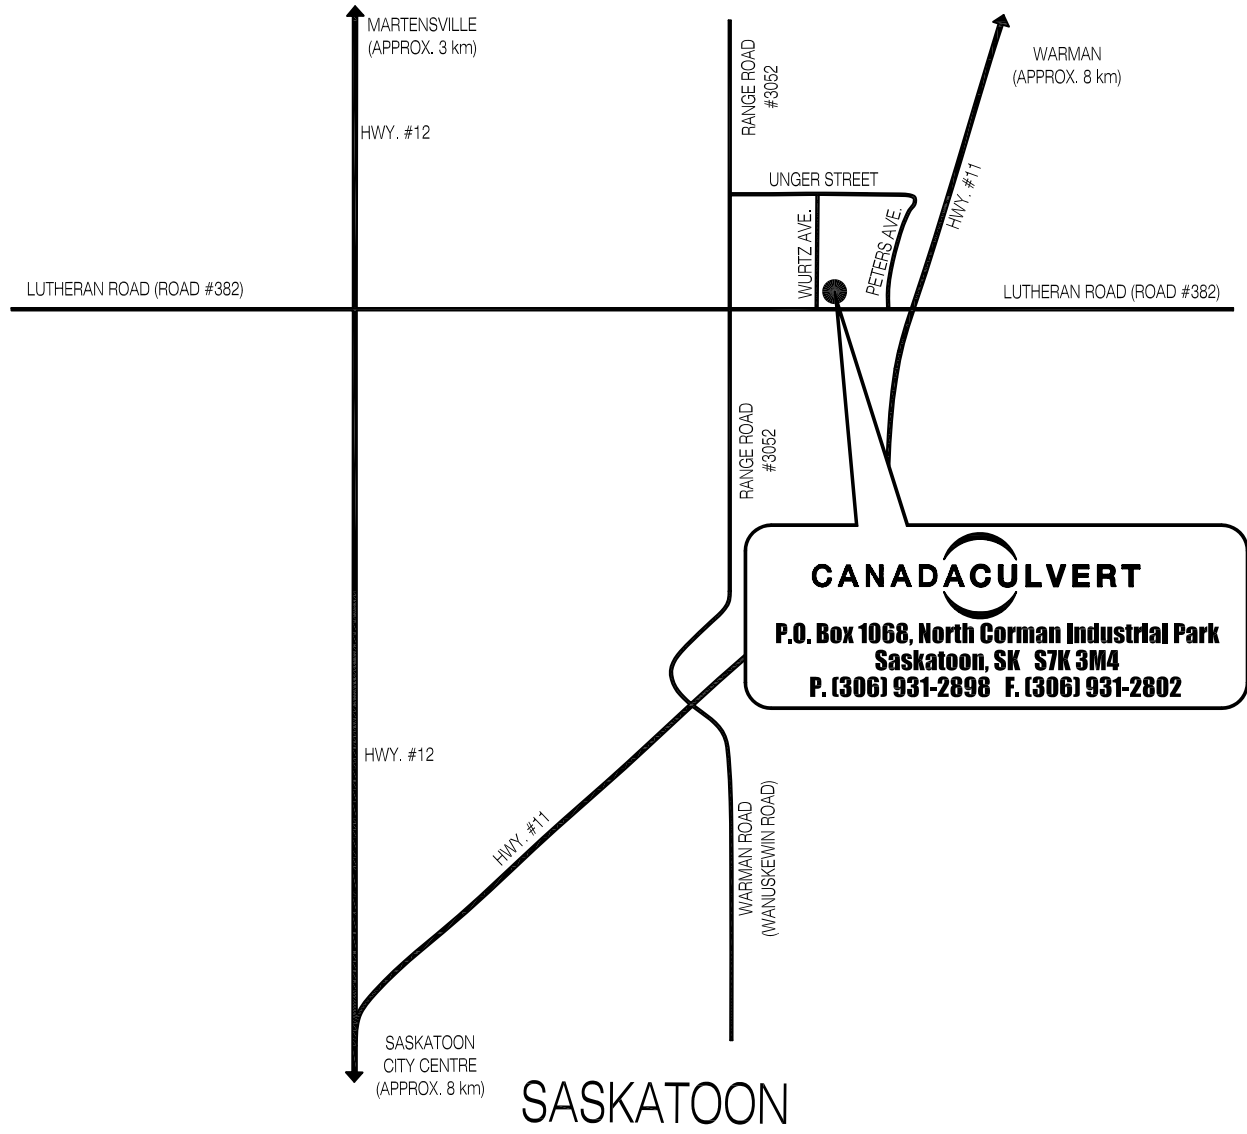 MARTENSVILLE
(APPROX. 3 km)
RANGE ROAD
#3052
WARMAN
(APPROX. 8 km)
HWY. #12
UNGER STREET
HWY. #11
WURTZ AVE.
PETERS AVE.
LUTHERAN ROAD (ROAD #382)
LUTHERAN ROAD (ROAD #382)
RANGE ROAD
#3052
CANADACULVERT
P.O. Box 1068, North Corman Industrial Park
Saskatoon, SK S7K 3M4
P. (306) 931-2898 F. (306) 931-2802
HWY. #12
HWY. #11
WARMAN ROAD
(WANUSKEWIN ROAD)
SASKATOON
CITY CENTRE
(APPROX. 8 km)
SASKATOON